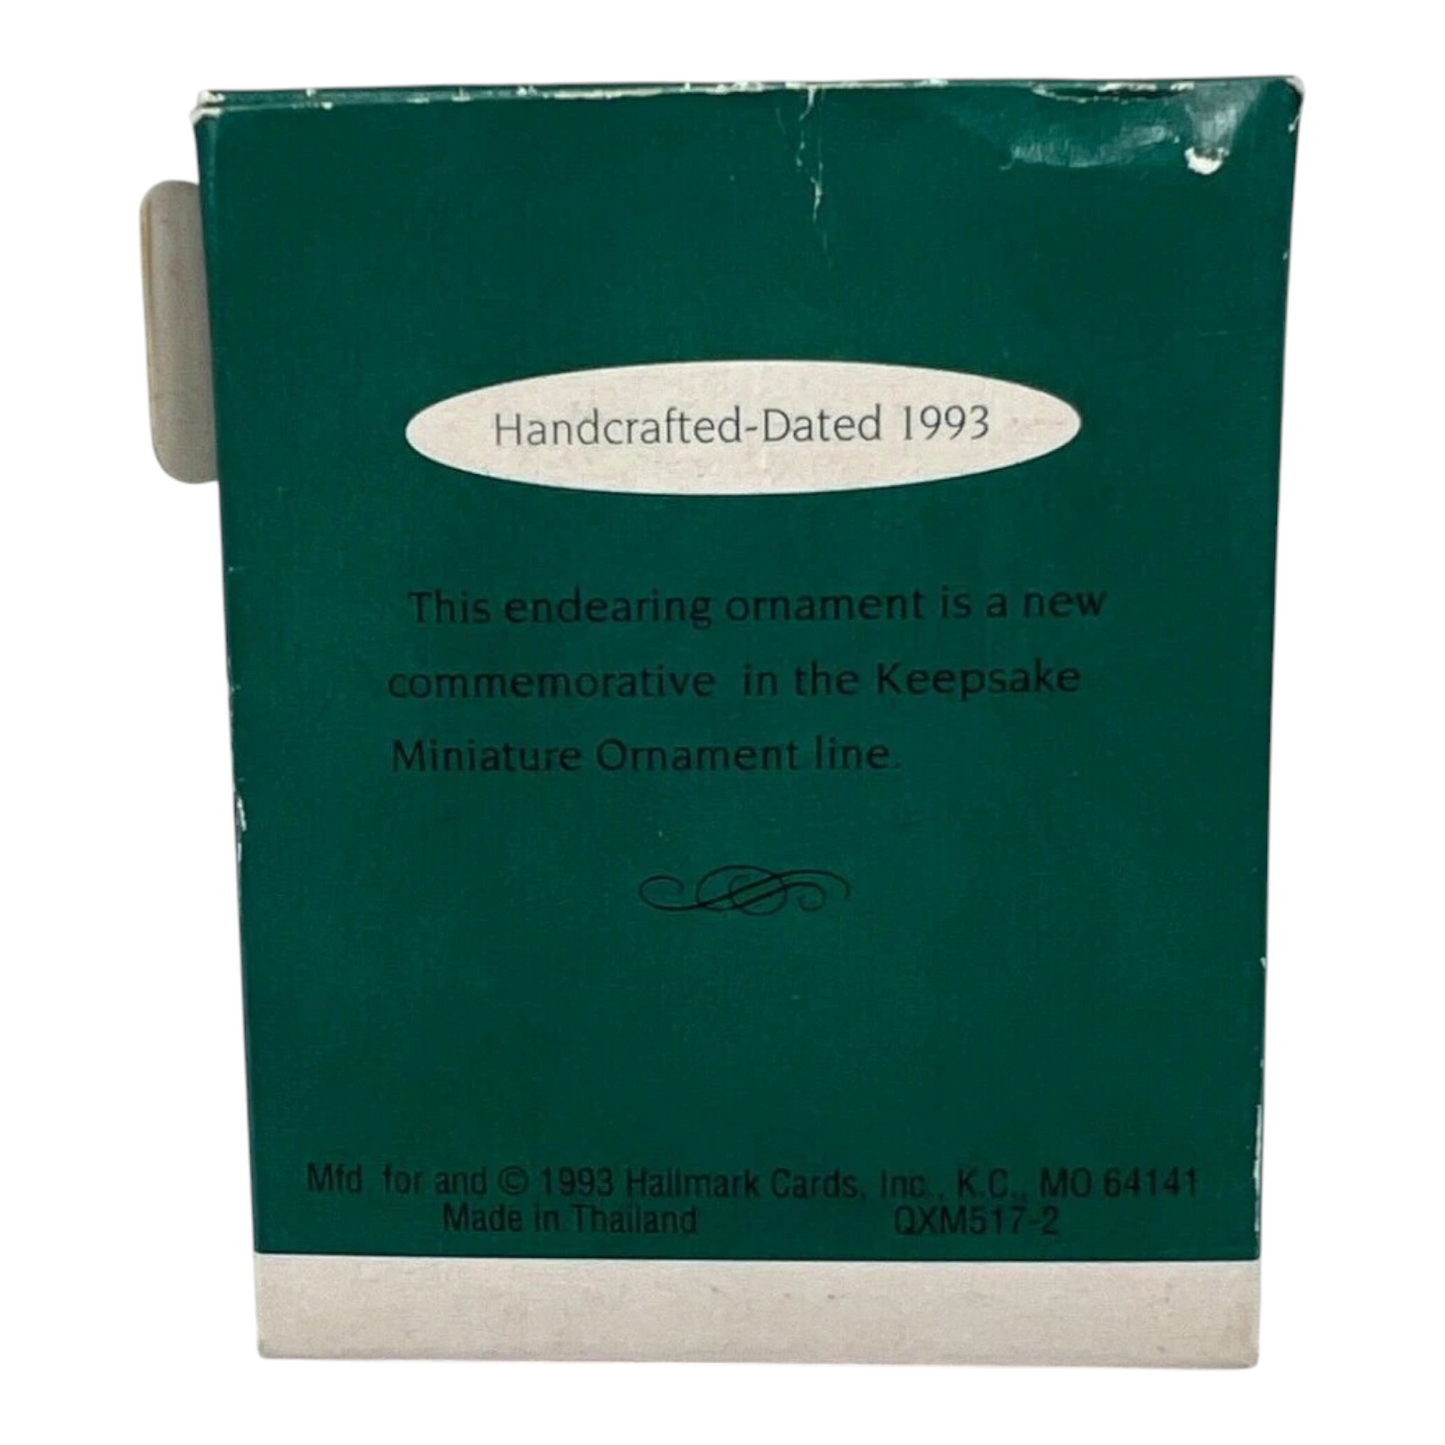 Handcrafted-Dated 1993
This endearing ornament is a new
commemorative in the Keepsake
Miniature Ornament line.
Mfd. for and © 1993 Hallmark Cards, Inc., K.C., MO 64141
Made in Thailand QXM517-2